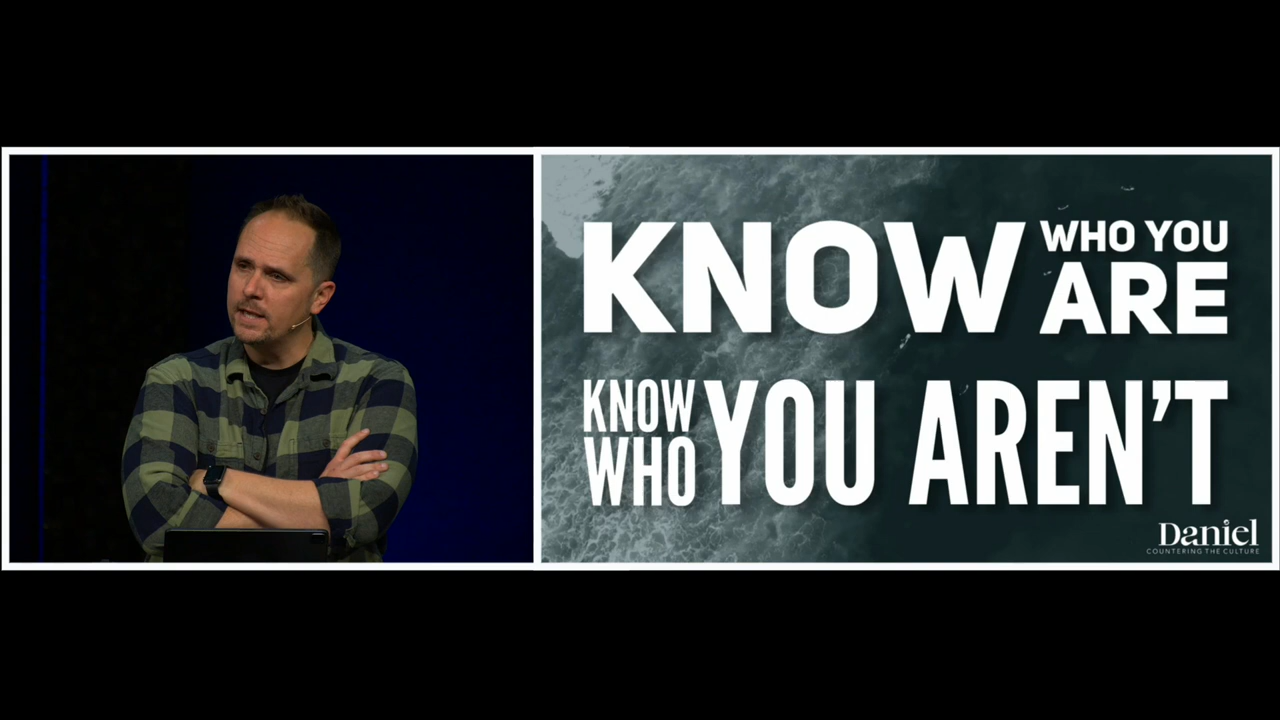 KNOW WHO YOU ARE
KNOW WHO YOU AREN'T
Daniel
COUNTERING THE CULTURE